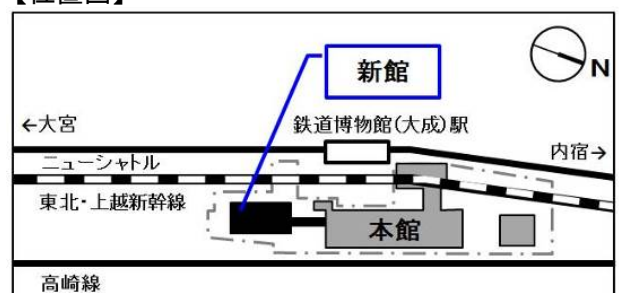 【位置図】
新館
N
←大宮
鉄道博物館(大成)駅
内宿→
ニューシャトル
東北・上越新幹線
本館
高崎線